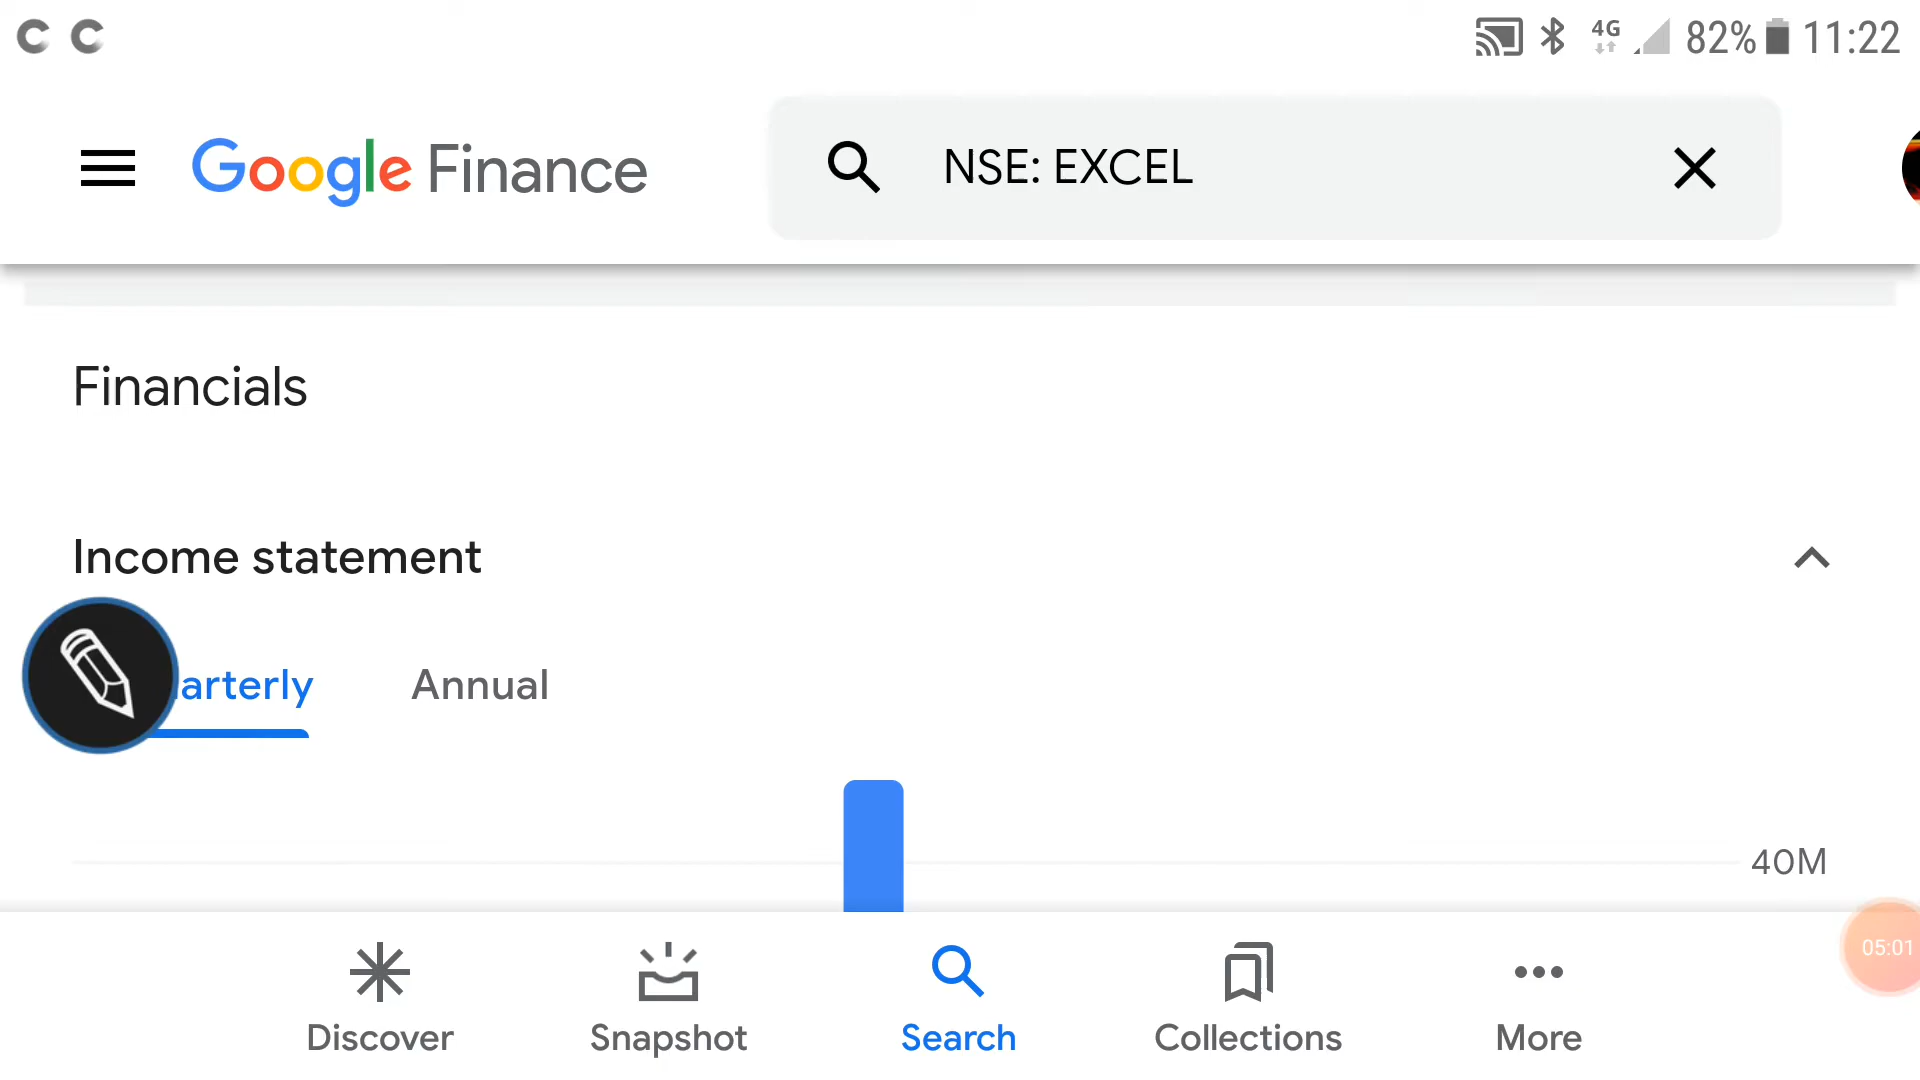 4G 82% 11:22
Google Finance
NSE: EXCEL
Financials
Income statement
arterly Annual
40M
05:01
Discover Snapshot Search Collections More